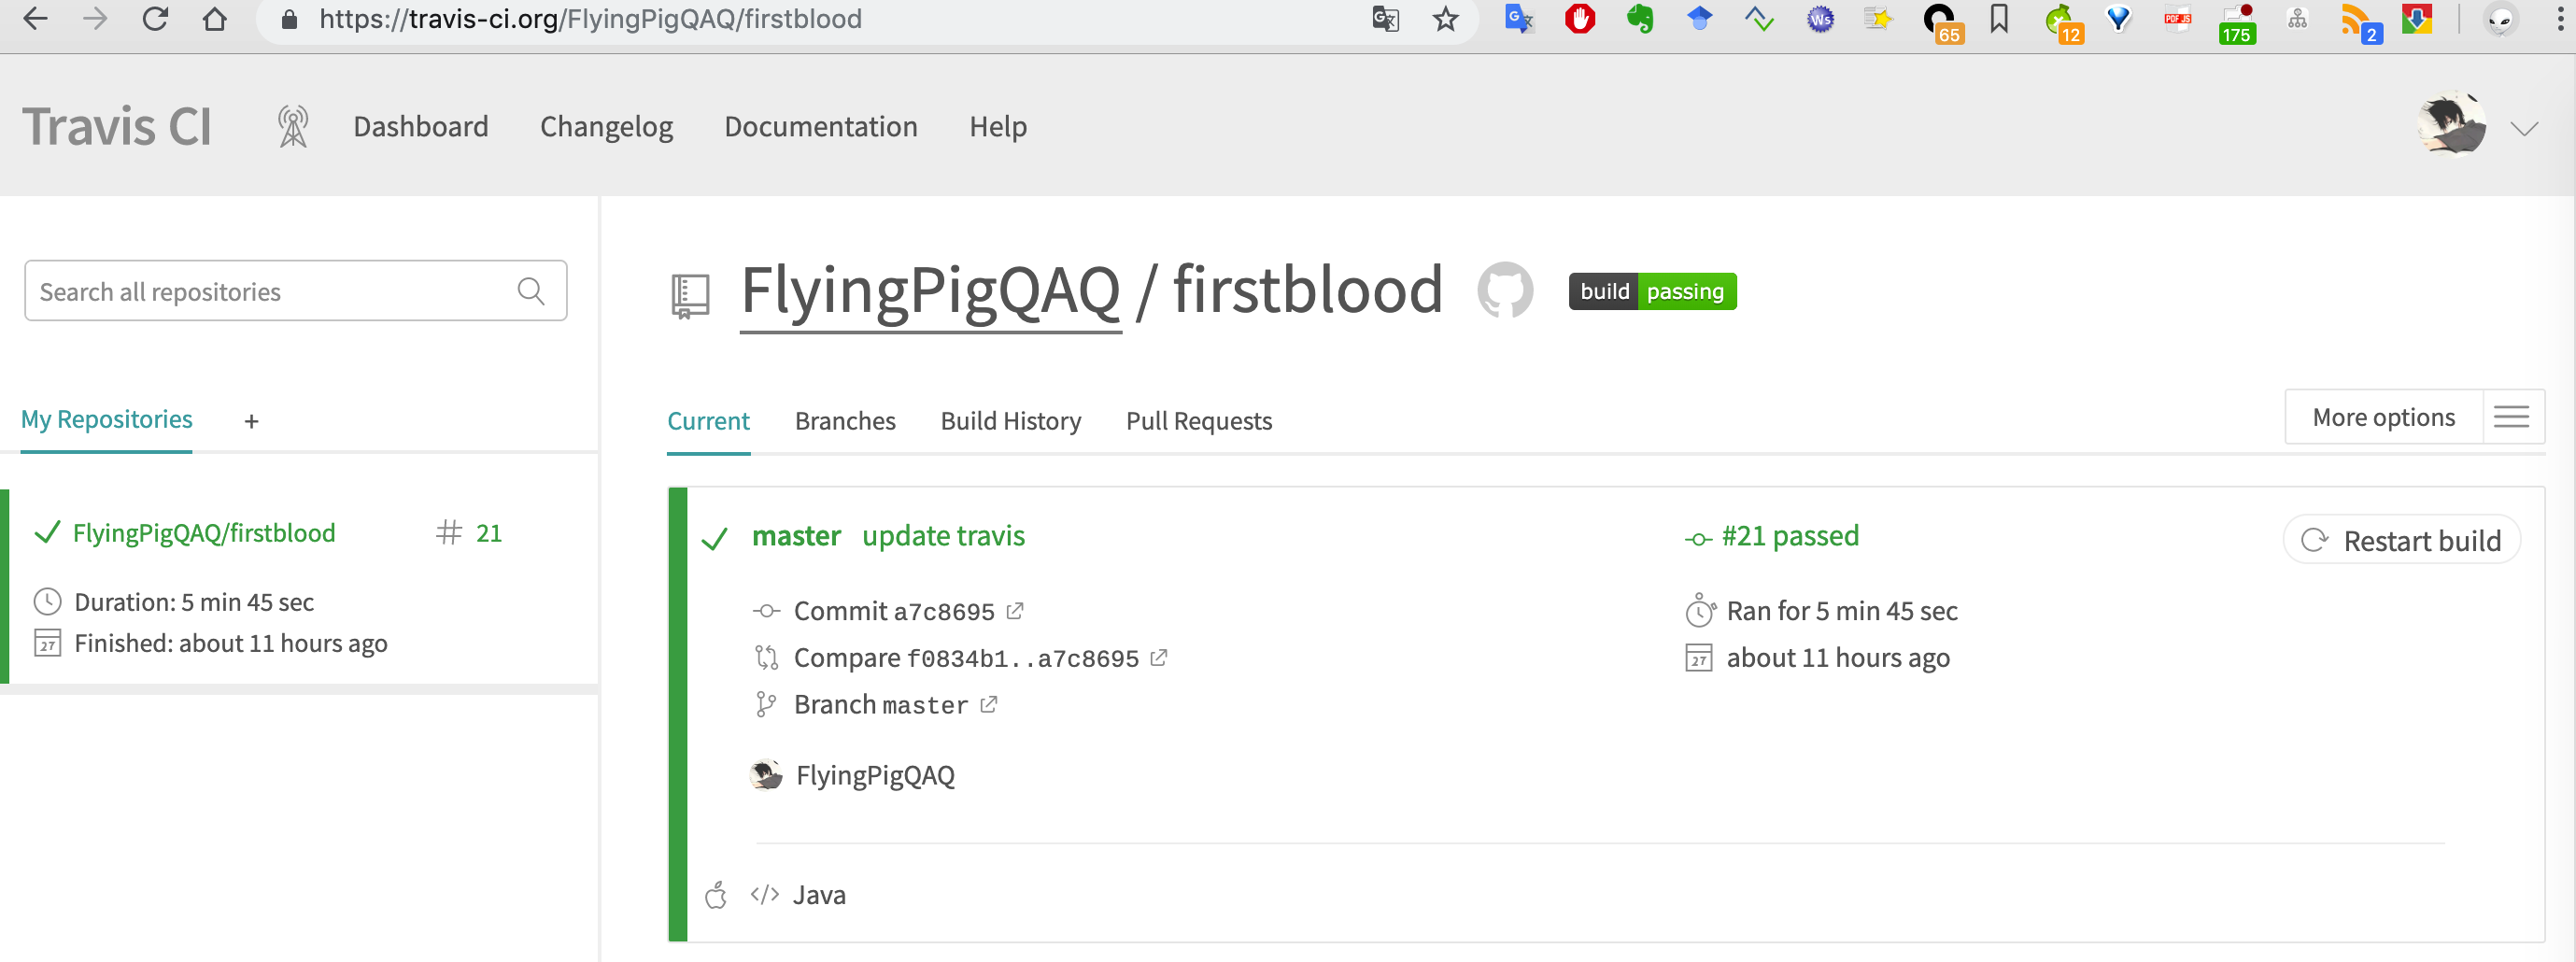 https://travis-ci.org/FlyingPigQAQ/firstblood
65
12
175
2
Travis CI
Dashboard
Changelog
Documentation
Help
Search all repositories
My Repositories
+
FlyingPigQAQ/firstblood
# 21
Duration: 5 min 45 sec
27
Finished: about 11 hours ago
FlyingPigQAQ / firstblood
build passing
Current
Branches
Build History
Pull Requests
More options
master update travis
Commit a7c8695
Compare f0834b1..a7c8695
Branch master
FlyingPigQAQ
#21 passed
Ran for 5 min 45 sec
27
about 11 hours ago
Restart build
</> Java